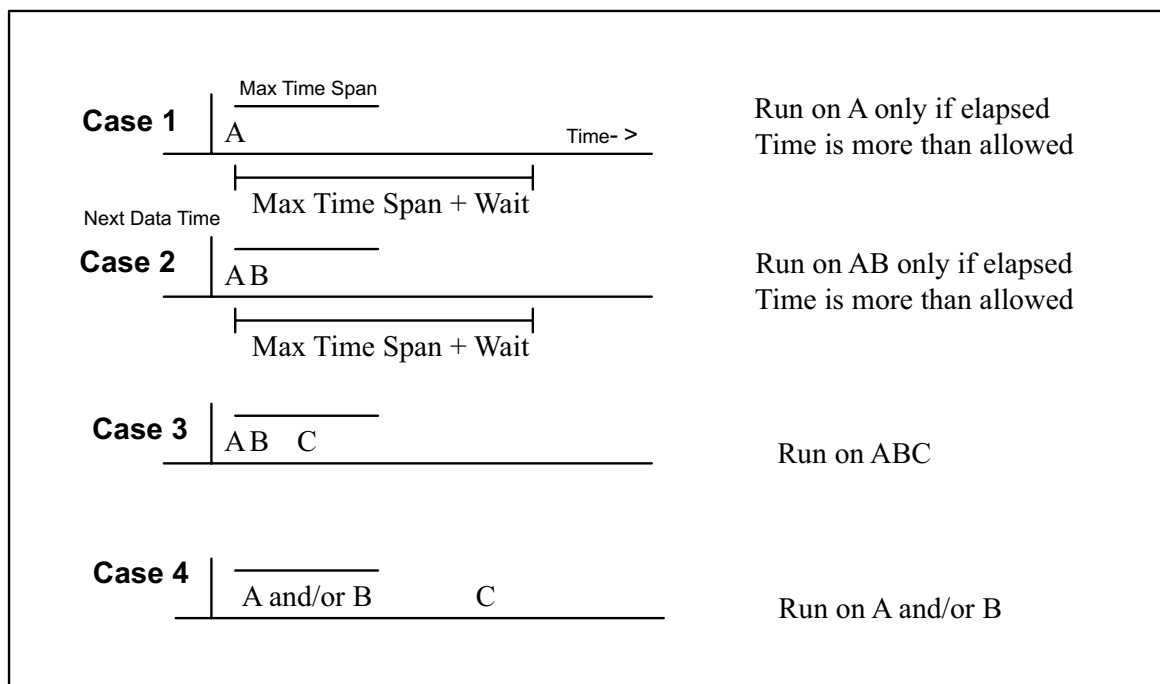 Max Time Span
Case 1
A
Time- >
Run on A only if elapsed
Time is more than allowed
Max Time Span + Wait
Next Data Time
Case 2
A B
Run on AB only if elapsed
Time is more than allowed
Max Time Span + Wait
Case 3
A B C
Run on ABC
Case 4
A and/or B C
Run on A and/or B